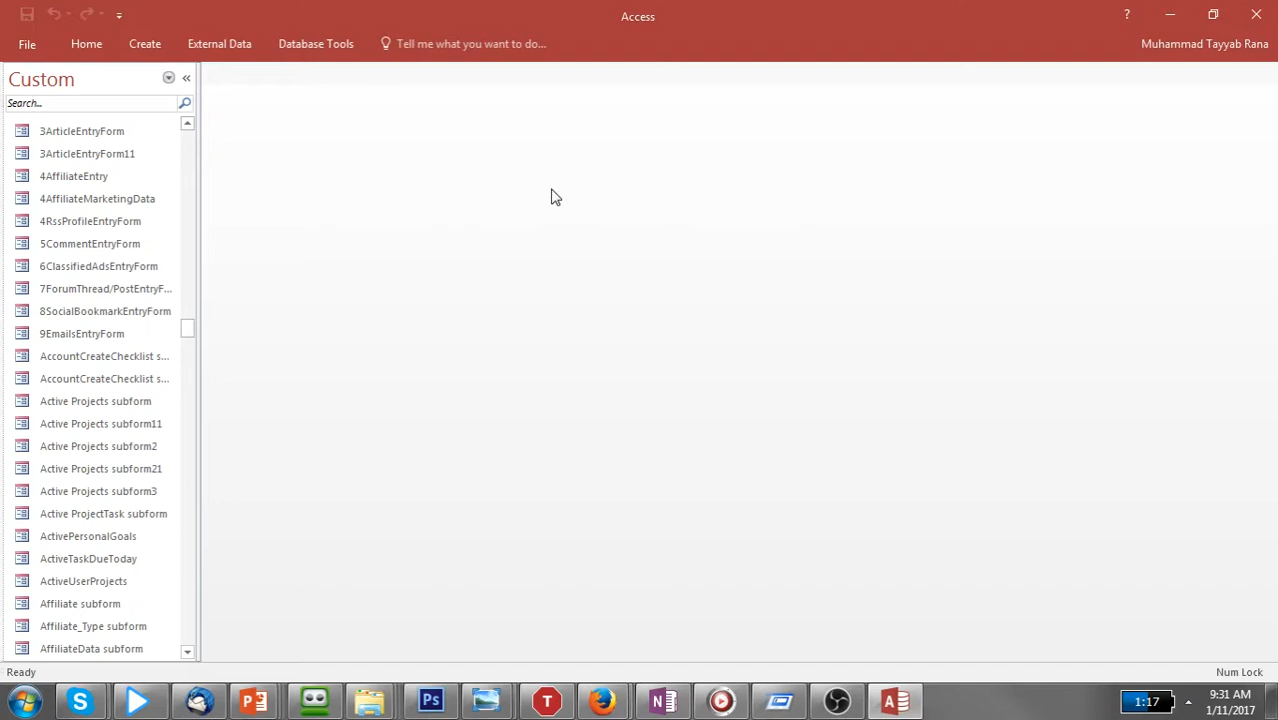 Access
File
Home
Create
External Data
Database Tools
Tell me what you want to do...
Muhammad Tayyab Rana
Custom
Search...
3ArticleEntryForm
3ArticleEntryForm11
4AffiliateEntry
4AffiliateMarketingData
4RssProfileEntryForm
5CommentEntryForm
6ClassifiedAdsEntryForm
7ForumThread/PostEntryF...
8SocialBookmarkEntryForm
9EmailsEntryForm
AccountCreateChecklist s...
AccountCreateChecklist s...
Active Projects subform
Active Projects subform11
Active Projects subform2
Active Projects subform21
Active Projects subform3
Active ProjectTask subform
ActivePersonalGoals
ActiveTaskDueToday
ActiveUserProjects
Affiliate subform
Affiliate_Type subform
AffiliateData subform
Ready
Num Lock
1:17
9:31 AM
1/11/2017